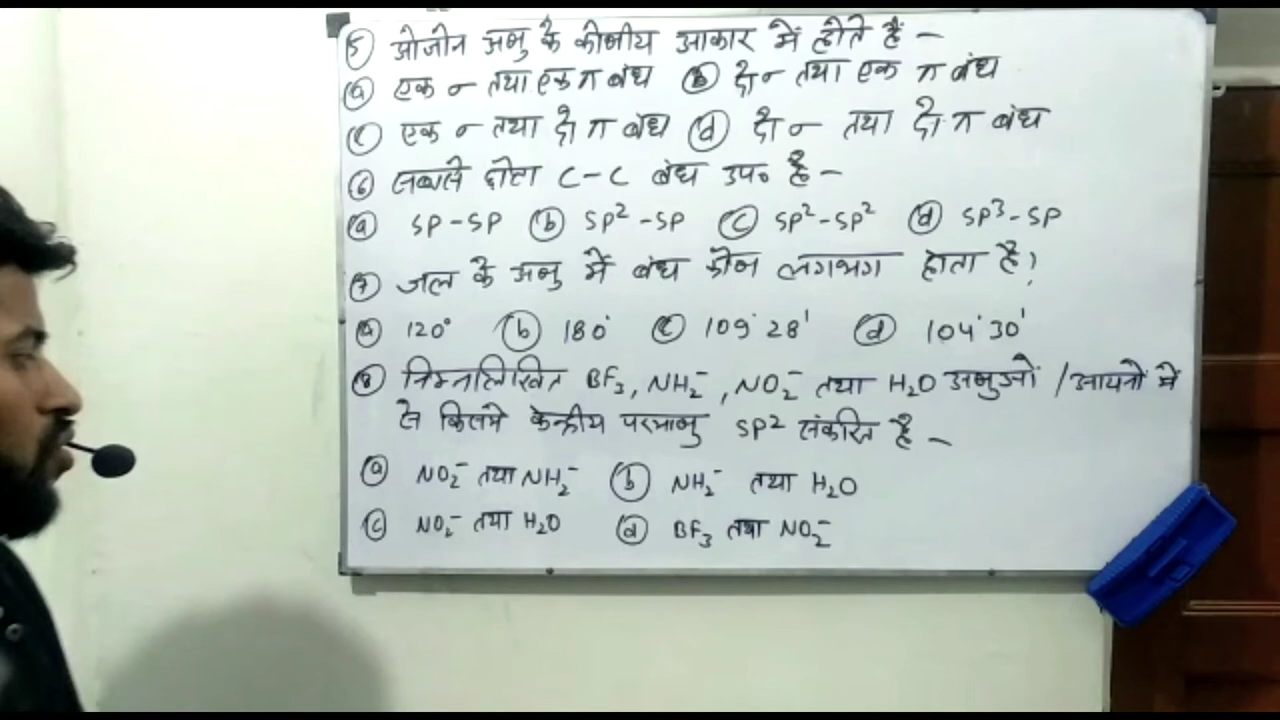 ⑤ ओजोन अणु के कोणीय आकार में होते हैं –
ⓐ एक σ तथा एक π बंध ⓑ दो σ तथा एक π बंध
ⓒ एक σ तथा दो π बंध ⓓ दो σ तथा दो π बंध
⑥ सबसे छोटा C-C बंध उप० है –
ⓐ SP-SP ⓑ SP²-SP ⓒ SP²-SP² ⓓ SP³-SP
⑦ जल के अणु में बंध कोण लगभग होता है?
ⓐ 120° ⓑ 180° ⓒ 109°28' ⓓ 104°30'
⑧ निम्नलिखित BF₃, NH₂⁻, NO₂⁻ तथा H₂O अणुओं / आयनों में
से किसमे केन्द्रीय परमाणु SP² संकरित है –
ⓐ NO₂⁻ तथा NH₂⁻ ⓑ NH₂⁻ तथा H₂O
ⓒ NO₂⁻ तथा H₂O ⓓ BF₃ तथा NO₂⁻